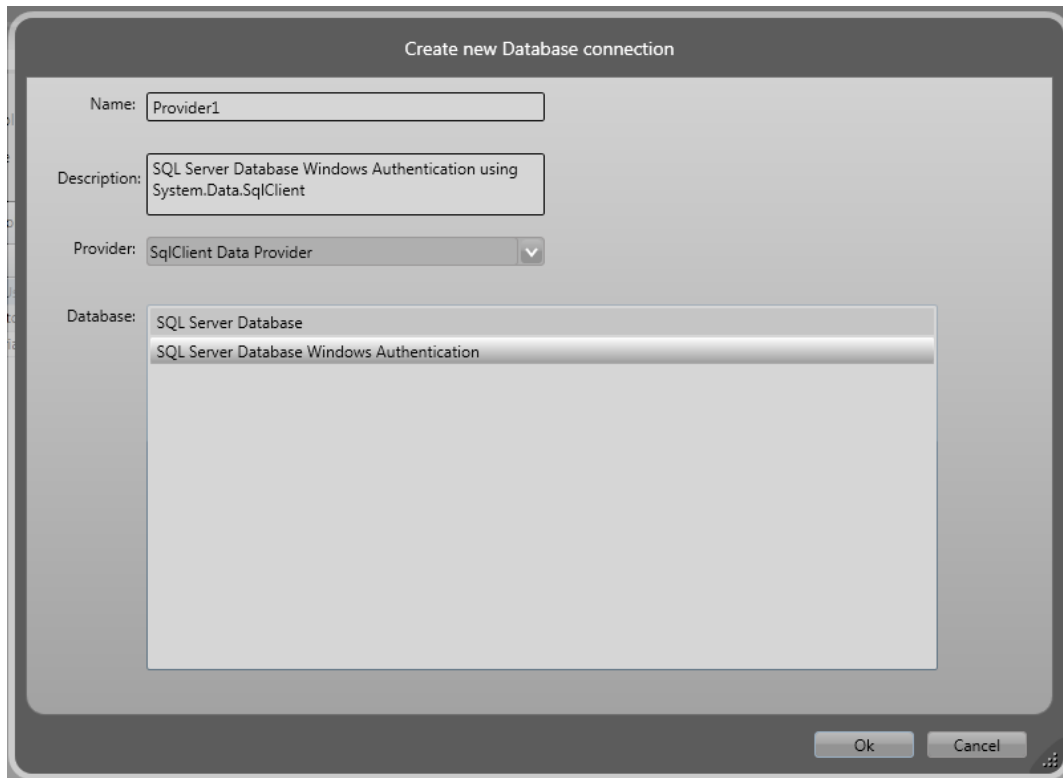 Create new Database connection
Name: Provider1
Description: SQL Server Database Windows Authentication using
System.Data.SqlClient
Provider: SqlClient Data Provider
Database: SQL Server Database
SQL Server Database Windows Authentication
Ok Cancel